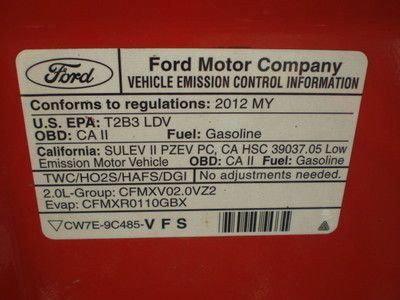 Ford
Ford Motor Company
VEHICLE EMISSION CONTROL INFORMATION
Conforms to regulations: 2012 MY
U.S. EPA: T2B3 LDV
OBD: CA II Fuel: Gasoline
California: SULEV II PZEV PC, CA HSC 39037.05 Low
Emission Motor Vehicle OBD: CA II Fuel: Gasoline
TWC/HO2S/HAFS/DGI No adjustments needed.
2.0L-Group: CFMXV02.0VZ2
Evap: CFMXR0110GBX
CW7E-9C485-VFS